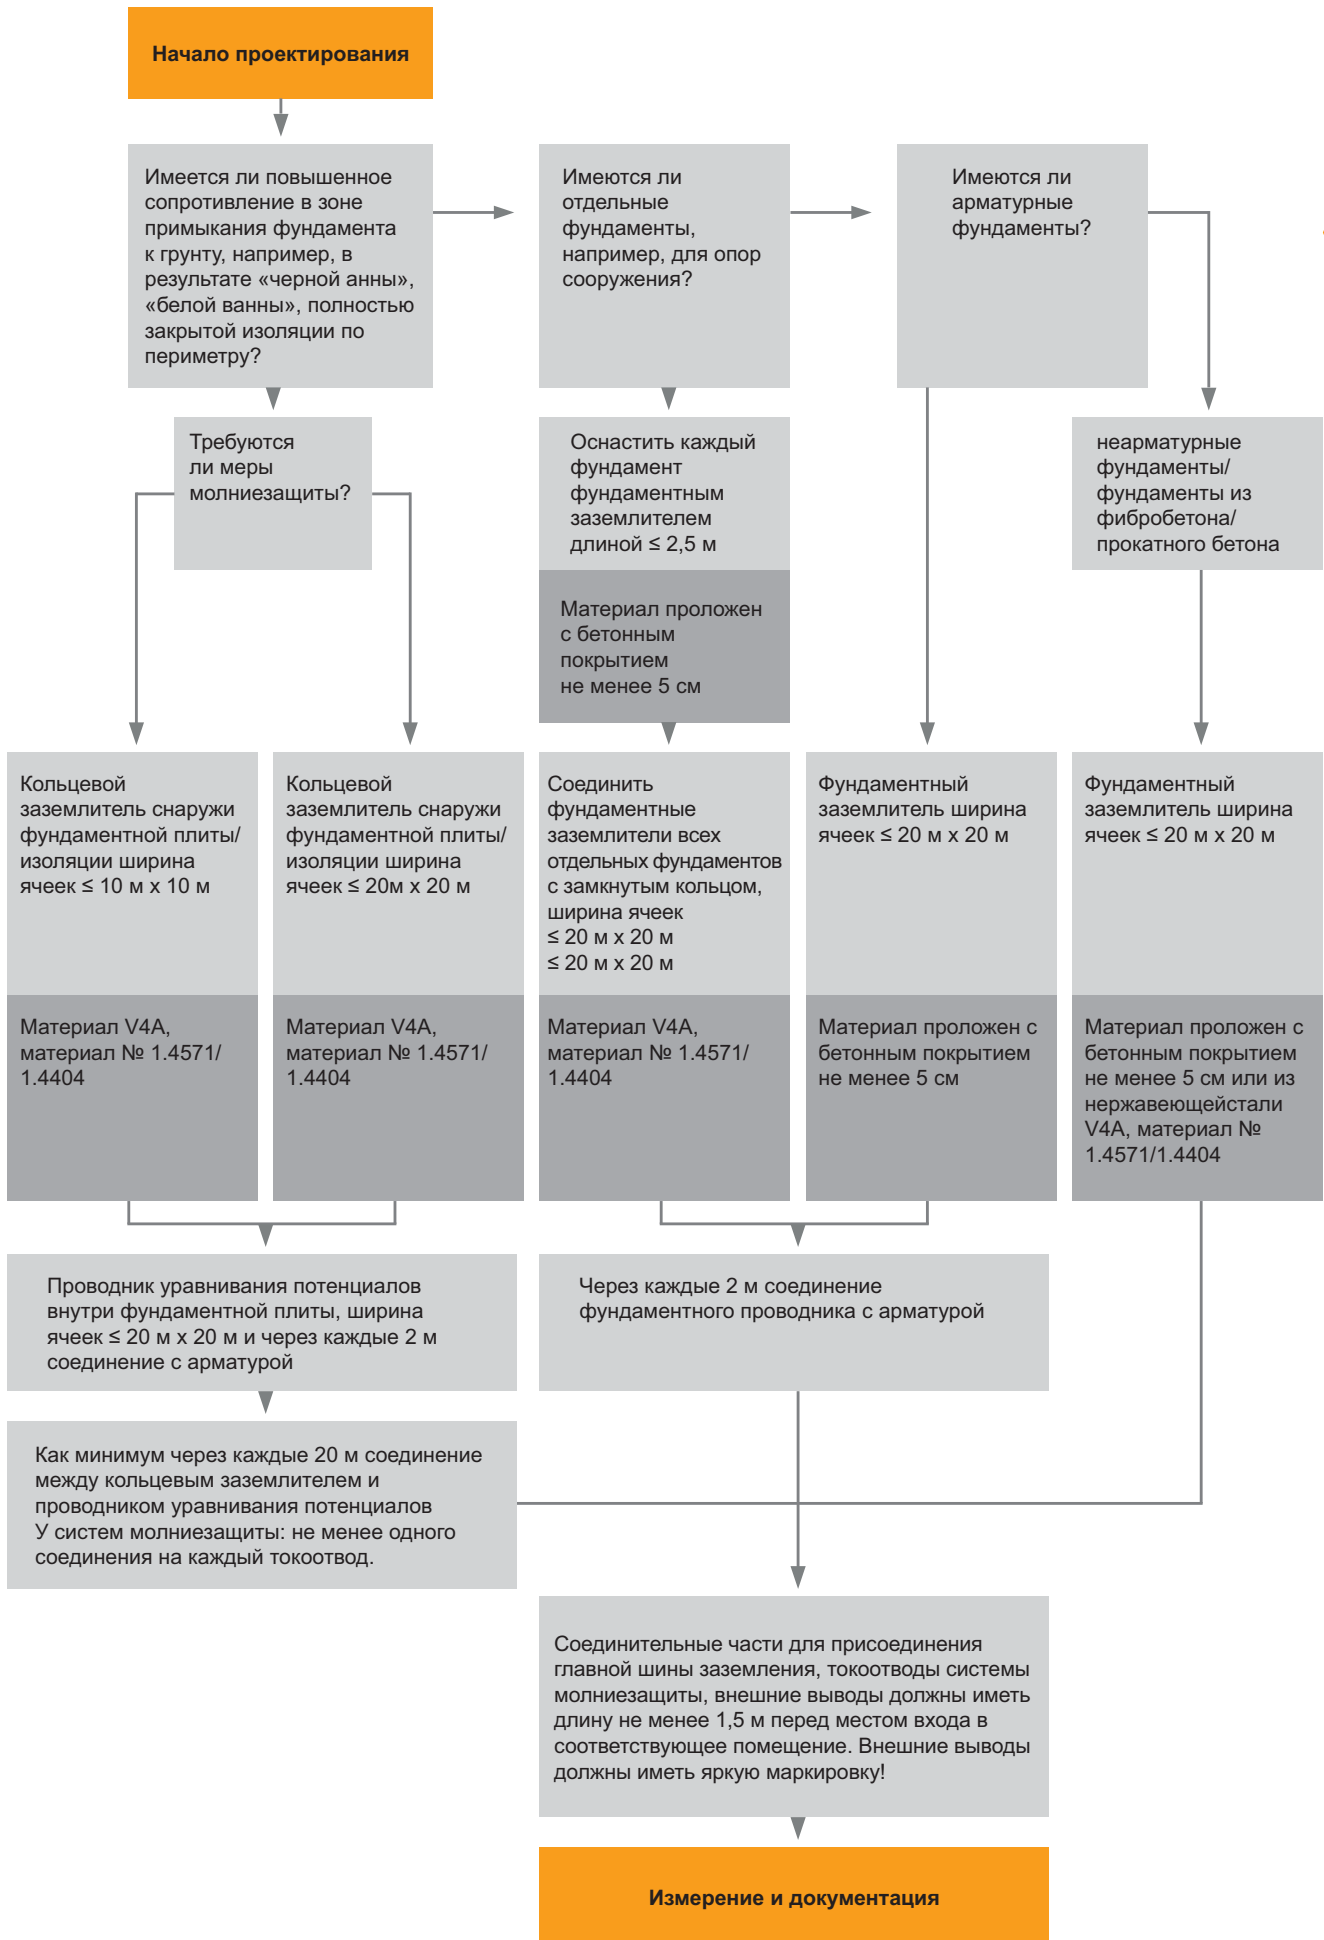 Начало проектирования
Имеется ли повышенное
сопротивление в зоне
примыкания фундамента
к грунту, например, в
результате «черной анны»,
«белой ванны», полностью
закрытой изоляции по
периметру?
Имеются ли
отдельные
фундаменты,
например, для опор
сооружения?
Имеются ли
арматурные
фундаменты?
Требуются
ли меры
молниезащиты?
Оснастить каждый
фундамент
фундаментным
заземлителем
длиной ≤ 2,5 м
неарматурные
фундаменты/
фундаменты из
фибробетона/
прокатного бетона
Материал проложен
с бетонным
покрытием
не менее 5 см
Кольцевой
заземлитель снаружи
фундаментной плиты/
изоляции ширина
ячеек ≤ 10 м x 10 м
Кольцевой
заземлитель снаружи
фундаментной плиты/
изоляции ширина
ячеек ≤ 20м x 20 м
Соединить
фундаментные
заземлители всех
отдельных фундаментов
с замкнутым кольцом,
ширина ячеек
≤ 20 м x 20 м
≤ 20 м x 20 м
Фундаментный
заземлитель ширина
ячеек ≤ 20 м x 20 м
Фундаментный
заземлитель ширина
ячеек ≤ 20 м x 20 м
Материал V4A,
материал № 1.4571/
1.4404
Материал V4A,
материал № 1.4571/
1.4404
Материал V4A,
материал № 1.4571/
1.4404
Материал проложен с
бетонным покрытием
не менее 5 см
Материал проложен с
бетонным покрытием
не менее 5 см или из
нержавеющейстали
V4A, материал №
1.4571/1.4404
Проводник уравнивания потенциалов
внутри фундаментной плиты, ширина
ячеек ≤ 20 м x 20 м и через каждые 2 м
соединение с арматурой
Через каждые 2 м соединение
фундаментного проводника с арматурой
Как минимум через каждые 20 м соединение
между кольцевым заземлителем и
проводником уравнивания потенциалов
У систем молниезащиты: не менее одного
соединения на каждый токоотвод.
Соединительные части для присоединения
главной шины заземления, токоотводы системы
молниезащиты, внешние выводы должны иметь
длину не менее 1,5 м перед местом входа в
соответствующее помещение. Внешние выводы
должны иметь яркую маркировку!
Измерение и документация